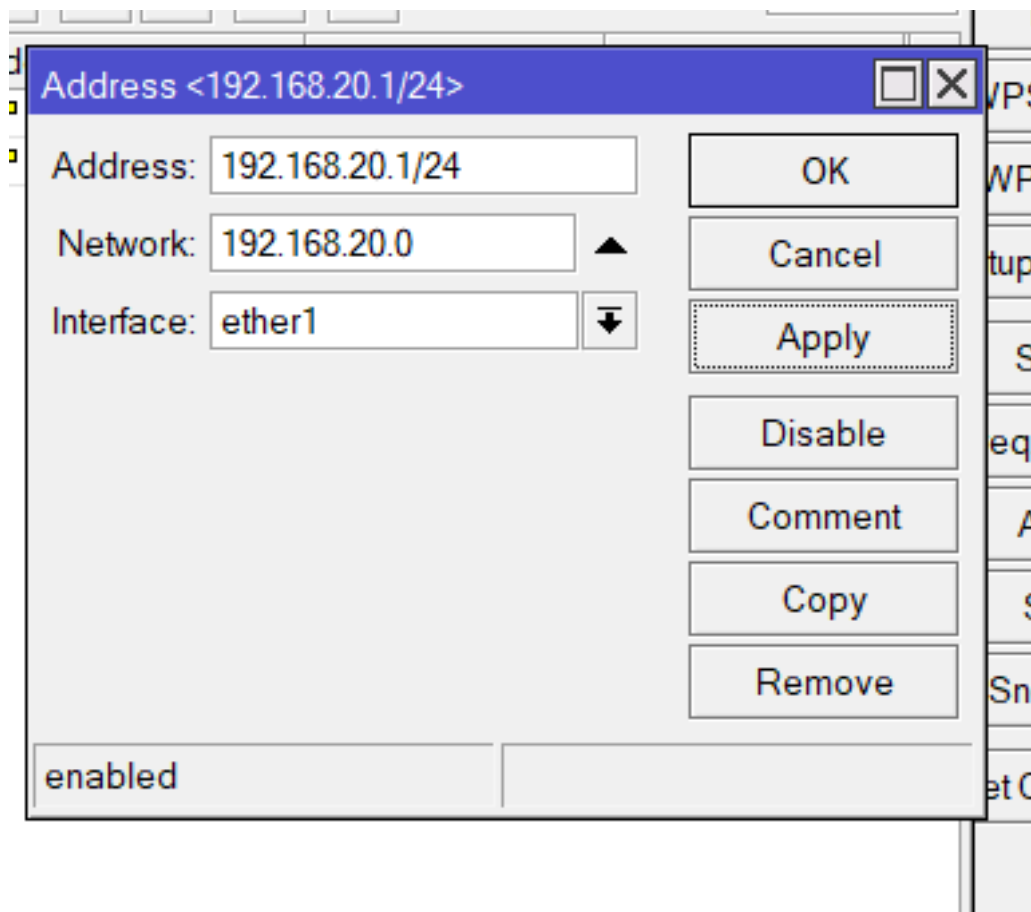 Address <192.168.20.1/24>
Address: 192.168.20.1/24
OK
Network: 192.168.20.0
Cancel
Interface: ether1
Apply
Disable
Comment
Copy
Remove
enabled